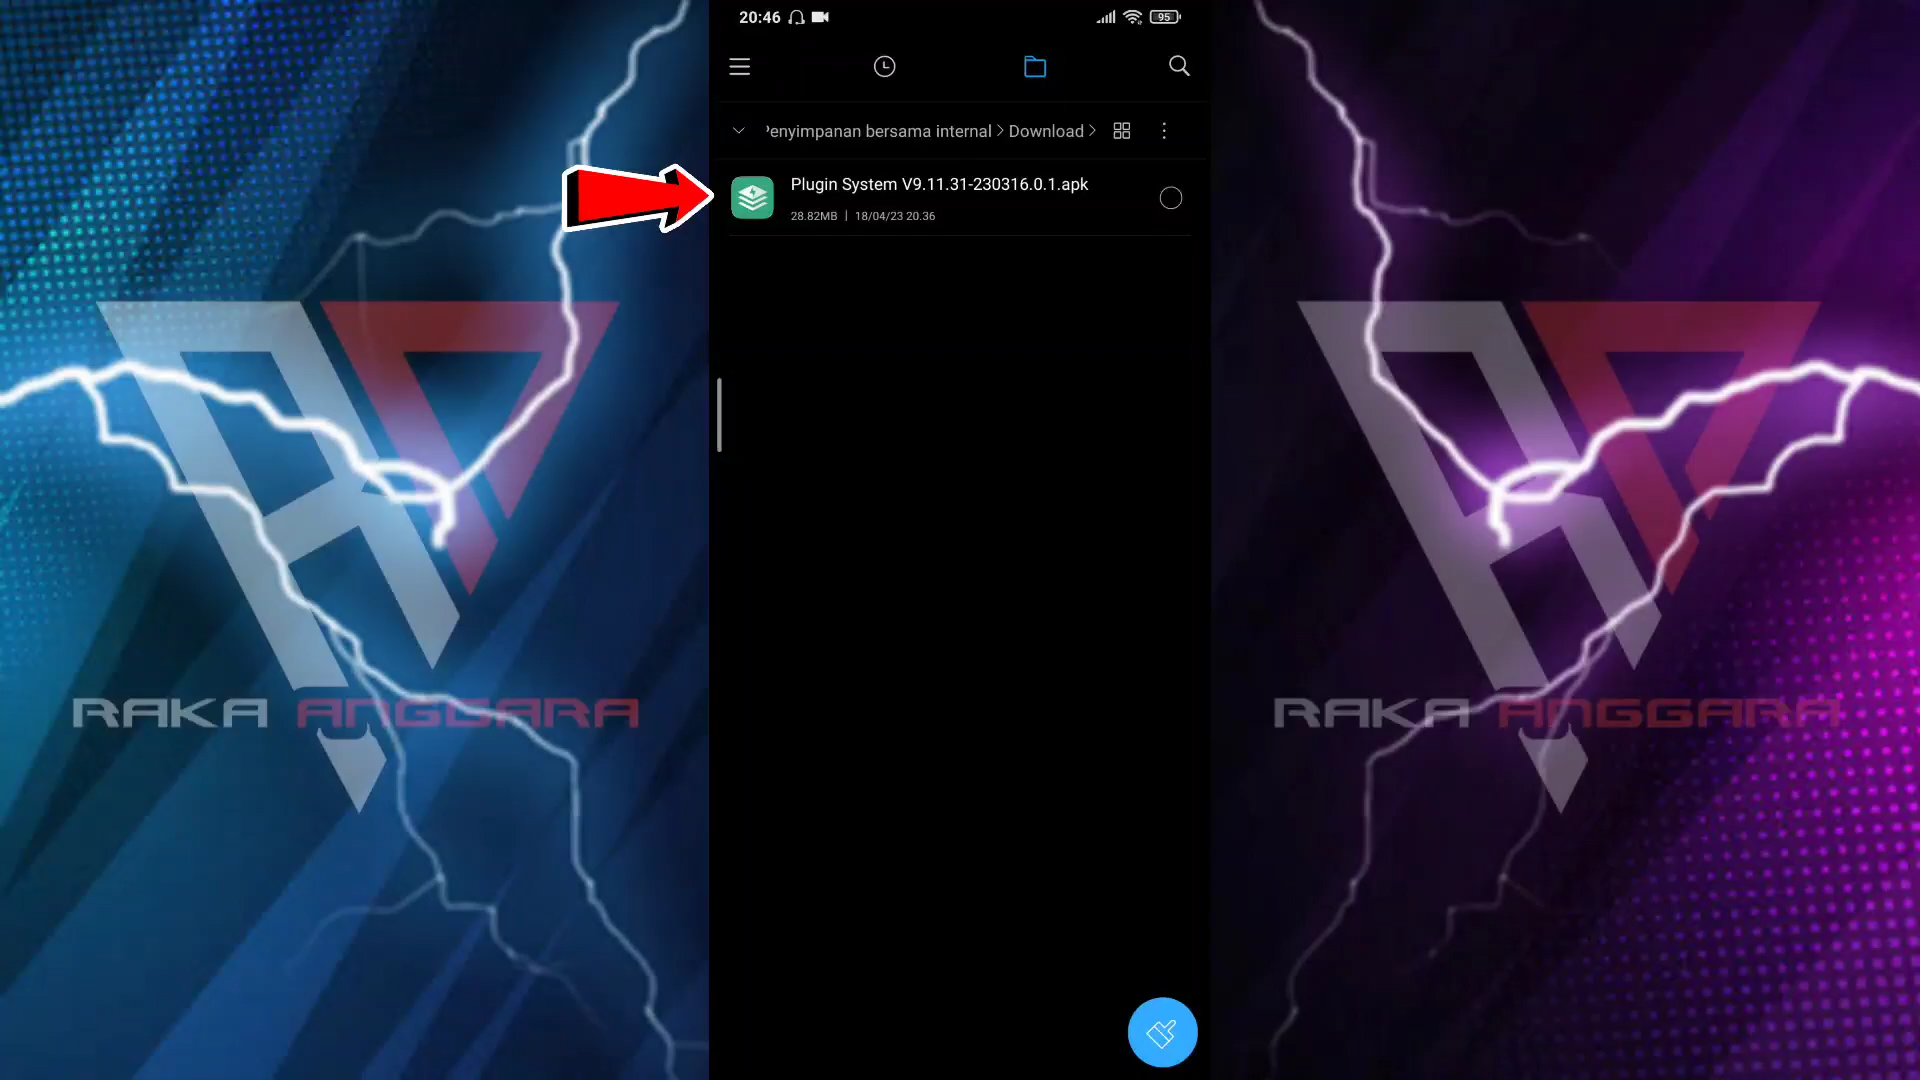 20:46
95
Penyimpanan bersama internal > Download >
Plugin System V9.11.31-230316.0.1.apk
28.82MB | 18/04/23 20.36
RAKA ANGGARA
RAKA ANGGARA